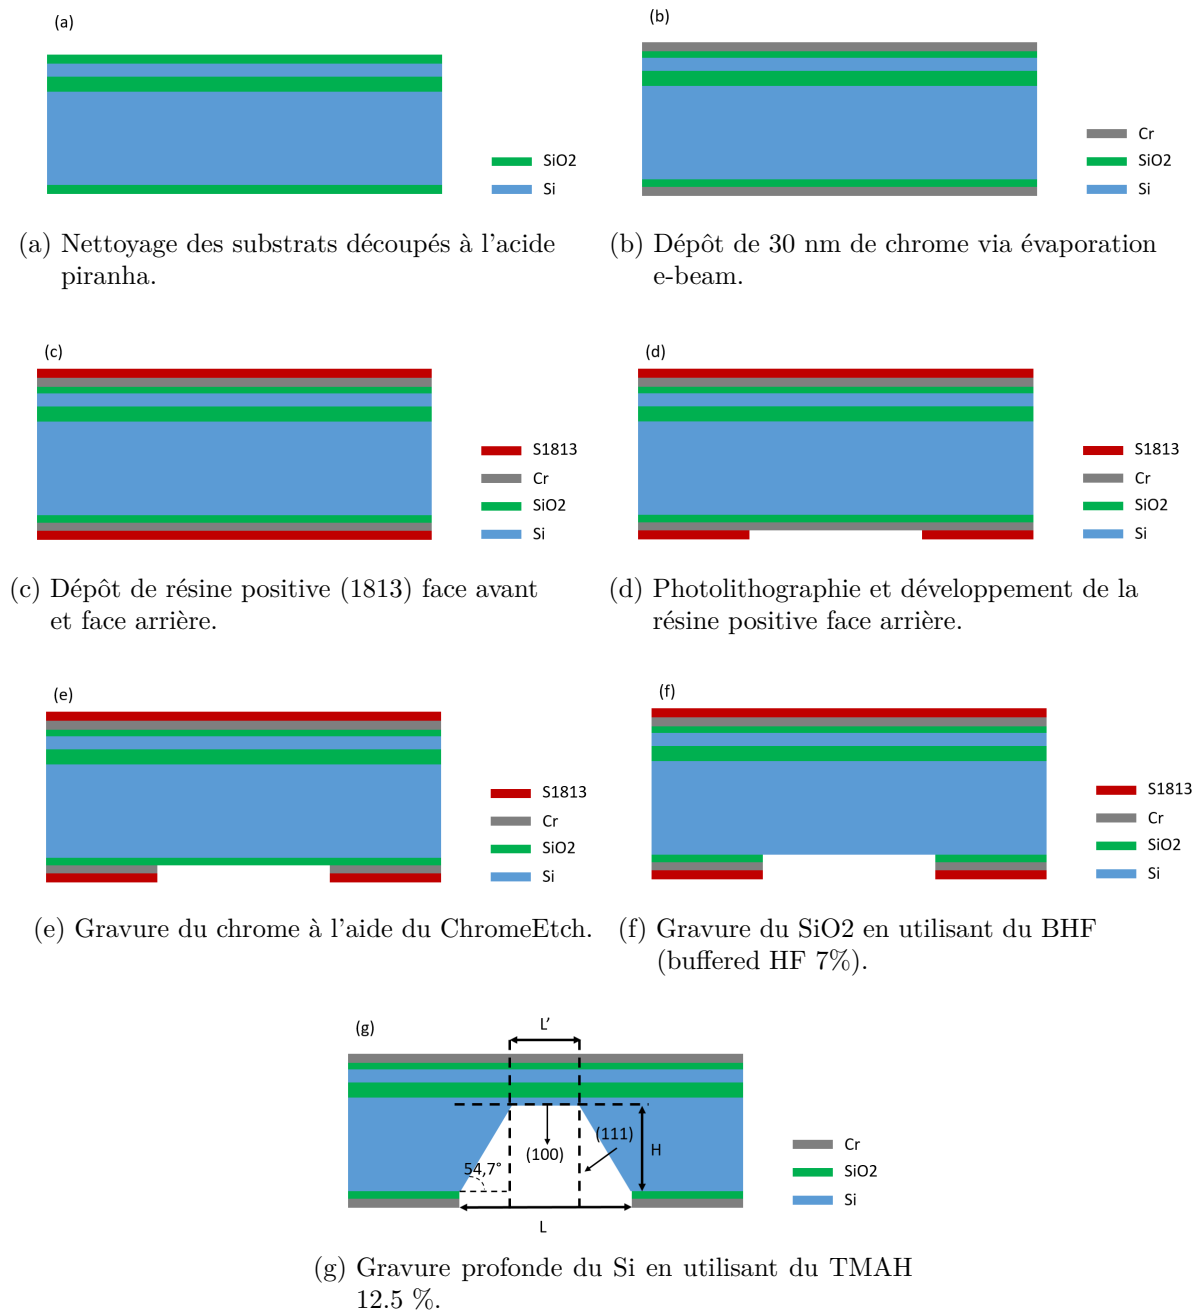 (a)
SiO2
Si
(a) Nettoyage des substrats découpés à l'acide
piranha.
(b)
Cr
SiO2
Si
(b) Dépôt de 30 nm de chrome via évaporation
e-beam.
(c)
S1813
Cr
SiO2
Si
(c) Dépôt de résine positive (1813) face avant
et face arrière.
(d)
S1813
Cr
SiO2
Si
(d) Photolithographie et développement de la
résine positive face arrière.
(e)
S1813
Cr
SiO2
Si
(e) Gravure du chrome à l'aide du ChromeEtch.
(f)
S1813
Cr
SiO2
Si
(f) Gravure du SiO2 en utilisant du BHF
(buffered HF 7%).
(g)
L'
(111)
(100)
H
54,7°
L
Cr
SiO2
Si
(g) Gravure profonde du Si en utilisant du TMAH
12.5 %.